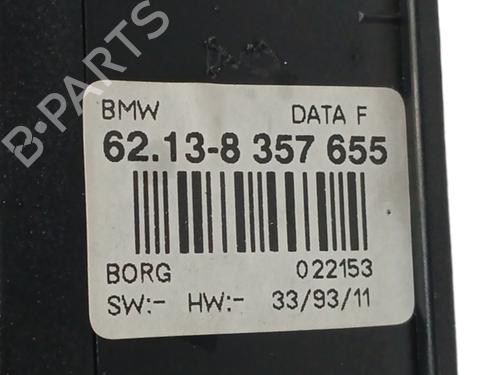 B-PARTS
BMW DATA F
62.13-8 357 655
BORG 022153
SW:- HW:- 33/93/11